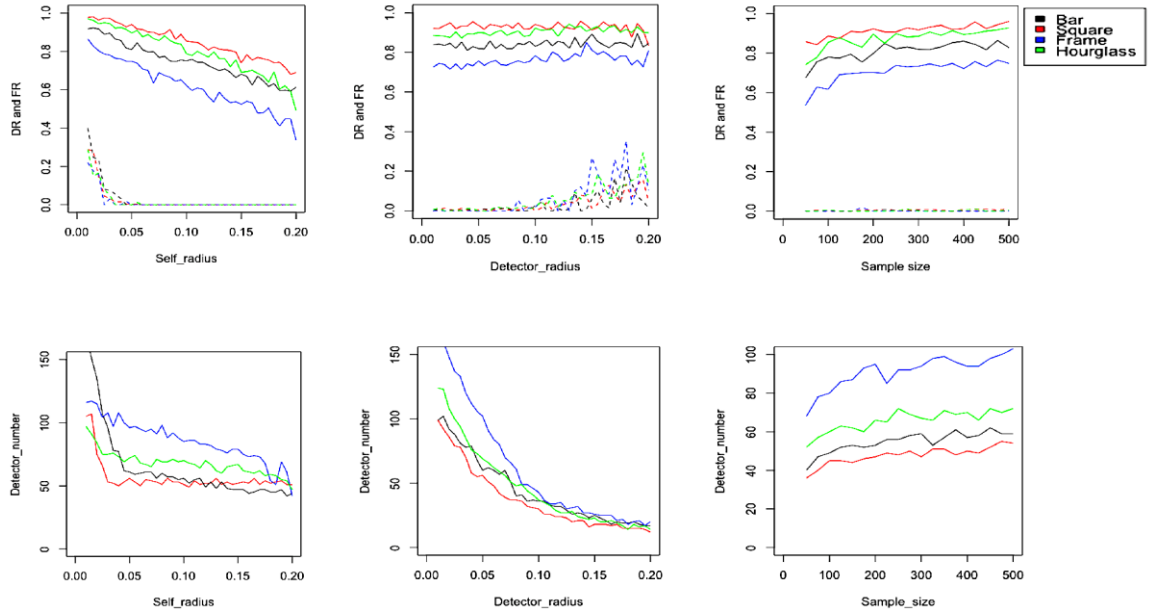 DR and FR
0.0 0.2 0.4 0.6 0.8 1.0
0.00 0.05 0.10 0.15 0.20
Self_radius
DR and FR
0.0 0.2 0.4 0.6 0.8 1.0
0.00 0.05 0.10 0.15 0.20
Detector_radius
DR and FR
0.0 0.2 0.4 0.6 0.8 1.0
0 100 200 300 400 500
Sample size
Bar
Square
Frame
Hourglass
Detector_number
0 50 100 150
0.00 0.05 0.10 0.15 0.20
Self_radius
Detector_number
0 50 100 150
0.00 0.05 0.10 0.15 0.20
Detector_radius
Detector_number
0 20 40 60 80 100
0 100 200 300 400 500
Sample_size